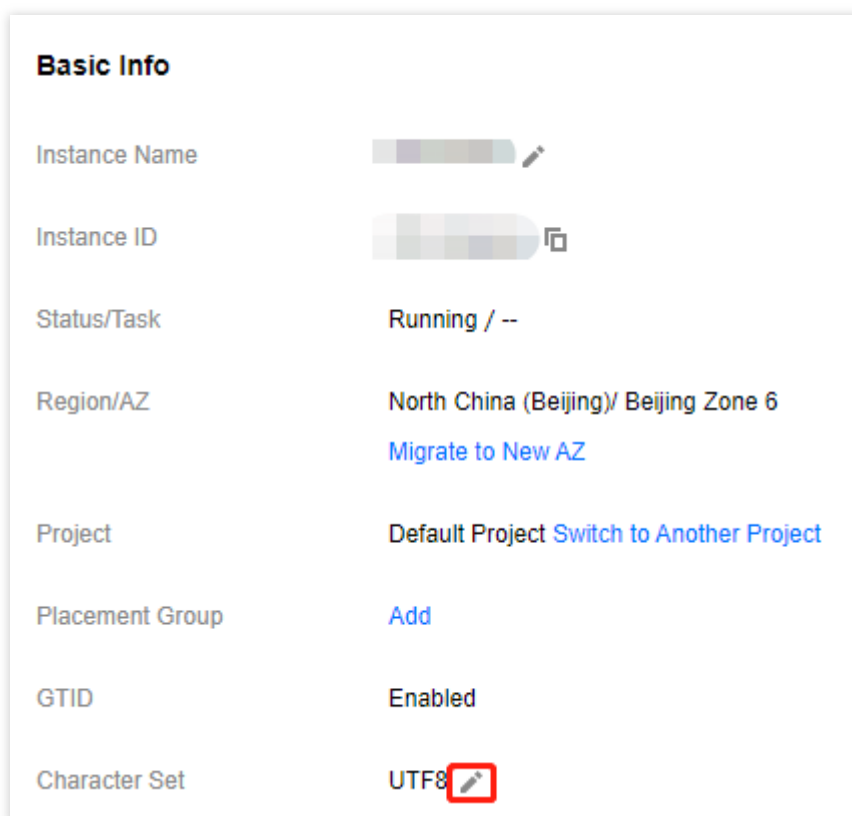 Basic Info
Instance Name
Instance ID
Status/Task Running / --
Region/AZ North China (Beijing)/ Beijing Zone 6
Migrate to New AZ
Project Default Project Switch to Another Project
Placement Group Add
GTID Enabled
Character Set UTF8